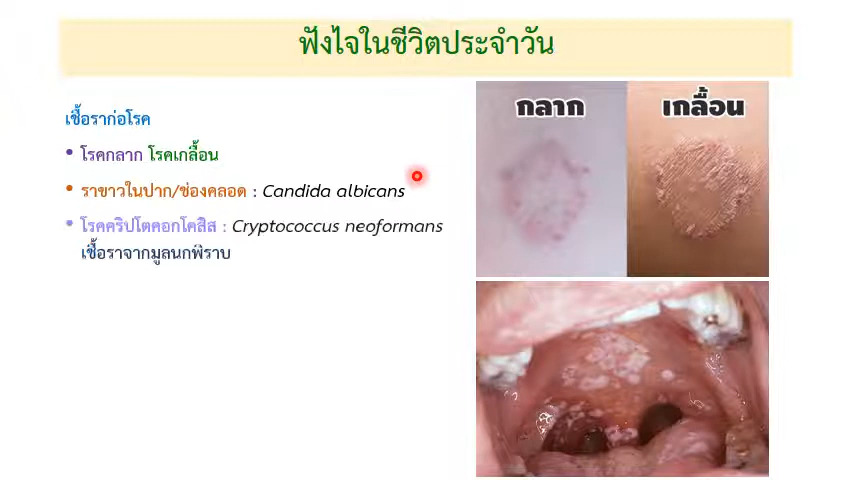 ฟังไจในชีวิตประจำวัน
เชื้อราก่อโรค
• โรคกลาก โรคเกลื้อน
• ราขาวในปาก/ช่องคลอด : Candida albicans
• โรคคริปโตคอกโคสิส : Cryptococcus neoformans
เชื้อราจากมูลนกพิราบ
กลาก
เกลื้อน